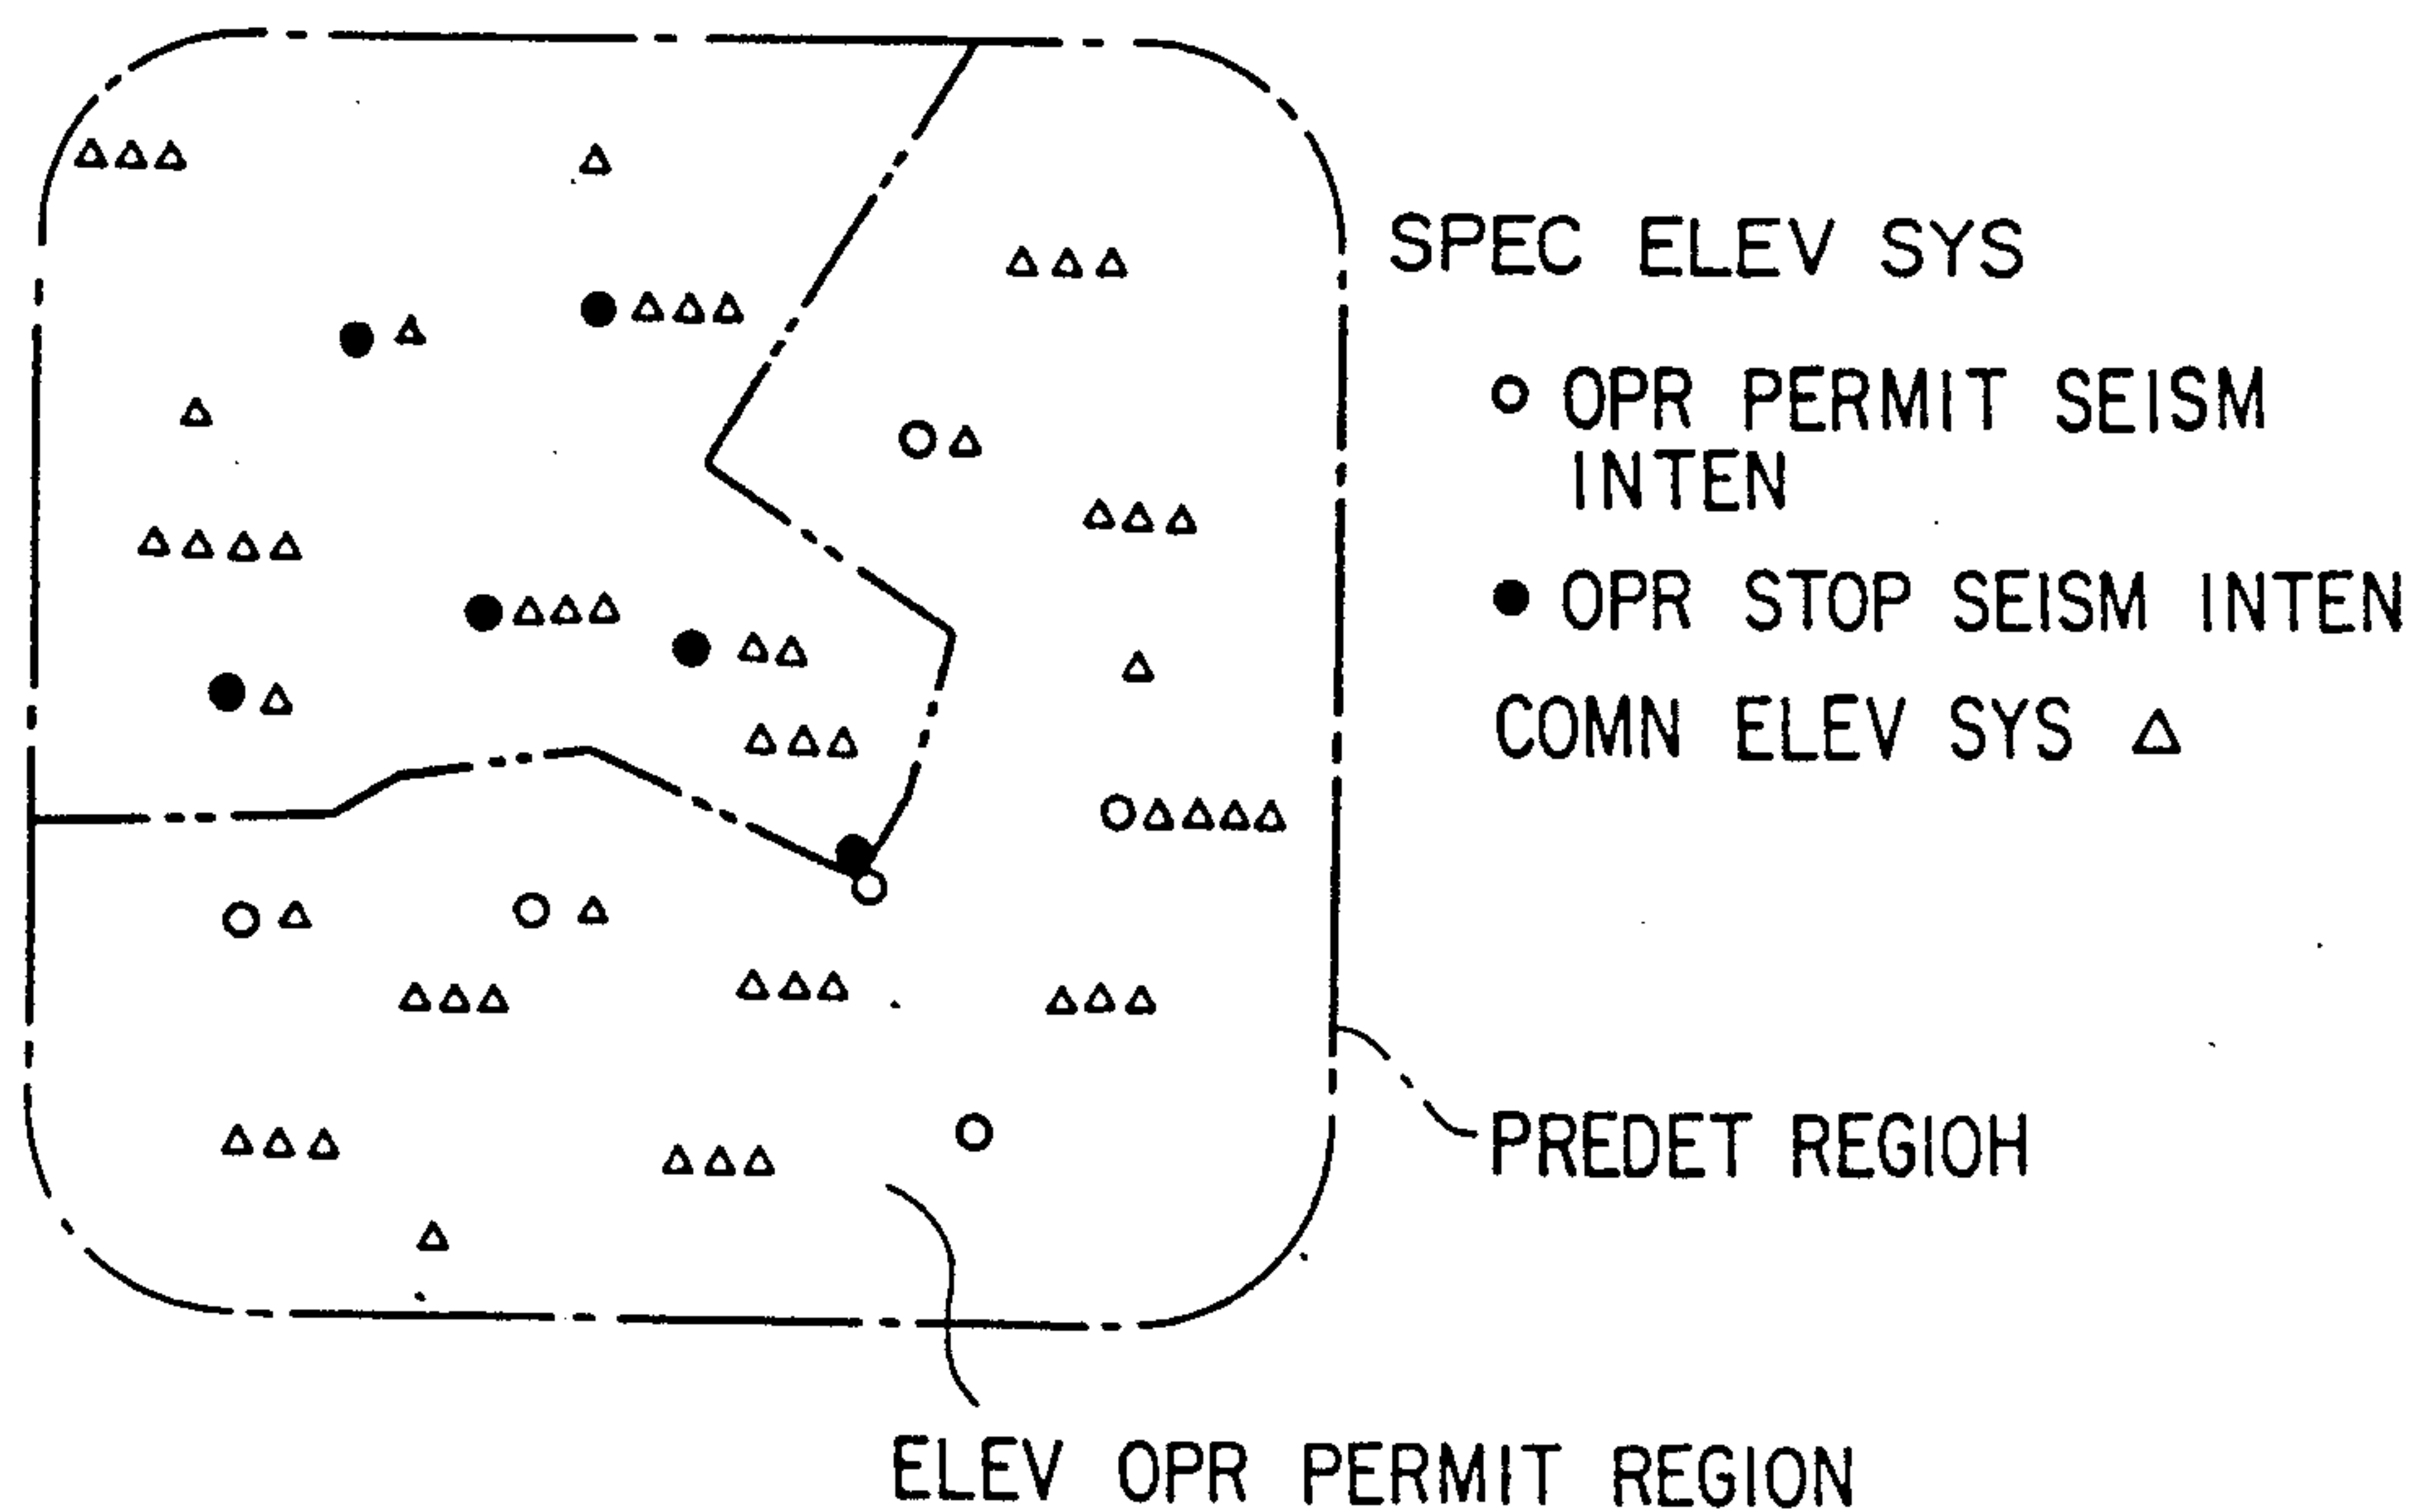 SPEC ELEV SYS
OPR PERMIT SEISM
INTEN
OPR STOP SEISM INTEN
COMN ELEV SYS
PREDET REGIOH
ELEV OPR PERMIT REGION